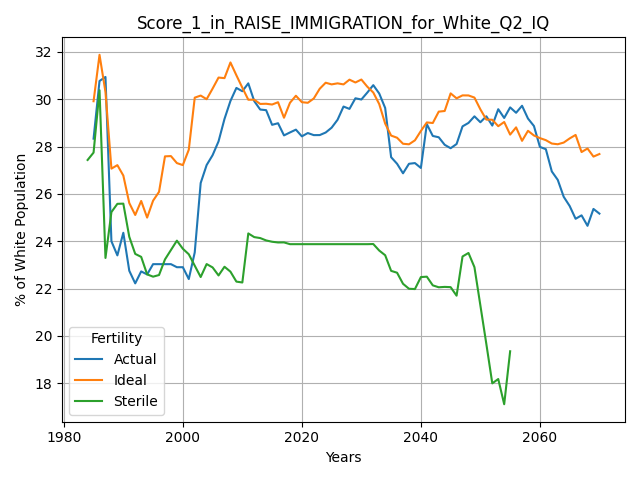 Score_1_in_RAISE_IMMIGRATION_for_White_Q2_IQ
% of White Population
32
30
28
26
24
22
20
18
Fertility
Actual
Ideal
Sterile
1980
2000
2020
2040
2060
Years